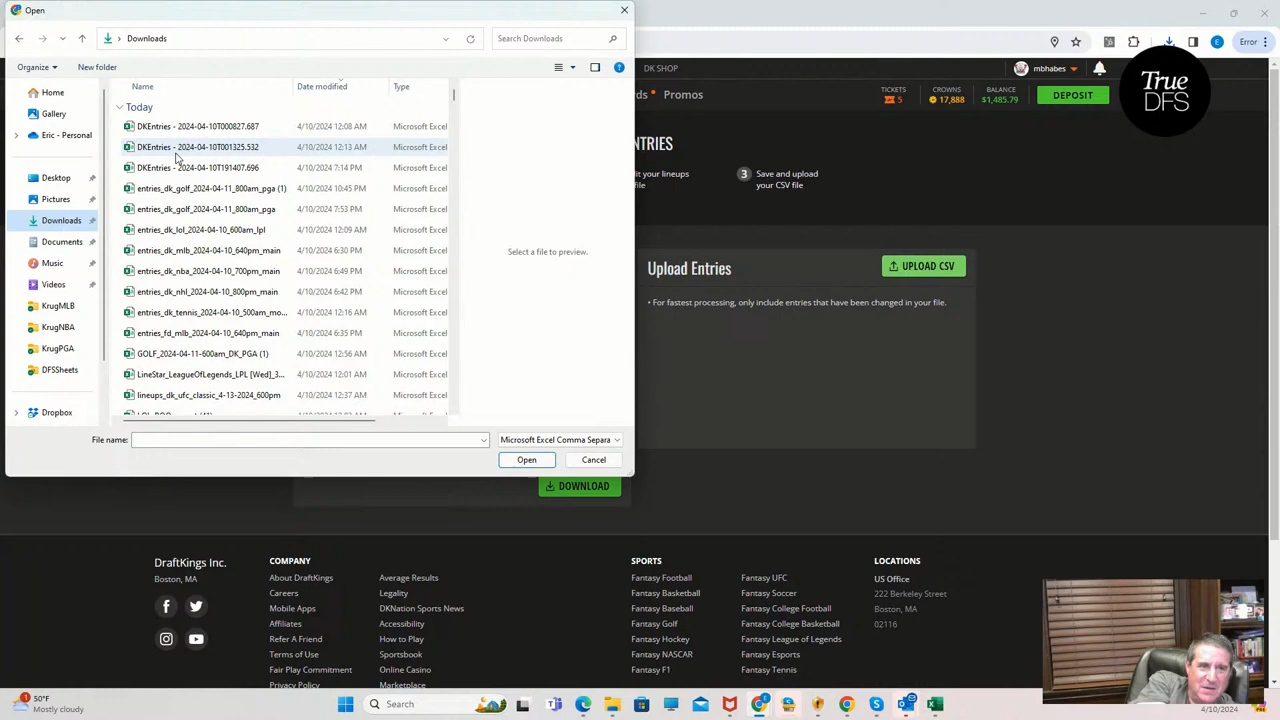 Open
Downloads
Search Downloads
Organize
New folder
Name
Date modified
Type
Home
Gallery
Eric - Personal
Desktop
Pictures
Downloads
Documents
Music
Videos
KrugMLB
KrugNBA
KrugPGA
DFSSheets
Dropbox
Today
DKEntries - 2024-04-10T000827.687 4/10/2024 12:08 AM Microsoft Excel
DKEntries - 2024-04-10T001325.532 4/10/2024 12:13 AM Microsoft Excel
DKEntries - 2024-04-10T191407.696 4/10/2024 7:14 PM Microsoft Excel
entries_dk_golf_2024-04-11_800am_pga (1) 4/10/2024 10:45 PM Microsoft Excel
entries_dk_golf_2024-04-11_800am_pga 4/10/2024 7:53 PM Microsoft Excel
entries_dk_lol_2024-04-10_600am_lpl 4/10/2024 12:09 AM Microsoft Excel
entries_dk_mlb_2024-04-10_640pm_main 4/10/2024 6:30 PM Microsoft Excel
entries_dk_nba_2024-04-10_700pm_main 4/10/2024 6:49 PM Microsoft Excel
entries_dk_nhl_2024-04-10_800pm_main 4/10/2024 6:42 PM Microsoft Excel
entries_dk_tennis_2024-04-10_500am_mo... 4/10/2024 12:16 AM Microsoft Excel
entries_fd_mlb_2024-04-10_640pm_main 4/10/2024 6:35 PM Microsoft Excel
GOLF_2024-04-11-600am_DK_PGA (1) 4/10/2024 12:56 AM Microsoft Excel
LineStar_LeagueOfLegends_LPL [Wed]_3... 4/10/2024 12:01 AM Microsoft Excel
lineups_dk_ufc_classic_4-13-2024_600pm 4/10/2024 12:37 AM Microsoft Excel
Select a file to preview.
File name:
Microsoft Excel Comma Separa
Open
Cancel
Error
DK SHOP
mbhabes
rds
Promos
TICKETS
5
CROWNS
17,888
BALANCE
$1,485.79
DEPOSIT
True
DFS
ENTRIES
dit your lineups
file
3 Save and upload
your CSV file
Upload Entries
UPLOAD CSV
• For fastest processing, only include entries that have been changed in your file.
DOWNLOAD
DraftKings Inc.
Boston, MA
COMPANY
About DraftKings
Careers
Mobile Apps
Affiliates
Refer A Friend
Terms of Use
Fair Play Commitment
Privacy Policy
Average Results
Legality
DKNation Sports News
Accessibility
How to Play
Sportsbook
Online Casino
Marketplace
SPORTS
Fantasy Football
Fantasy Basketball
Fantasy Baseball
Fantasy Golf
Fantasy Hockey
Fantasy NASCAR
Fantasy F1
Fantasy UFC
Fantasy Soccer
Fantasy College Football
Fantasy College Basketball
Fantasy League of Legends
Fantasy Esports
Fantasy Tennis
LOCATIONS
US Office
222 Berkeley Street
Boston, MA
02116
50°F
Mostly cloudy
Search
4/10/2024